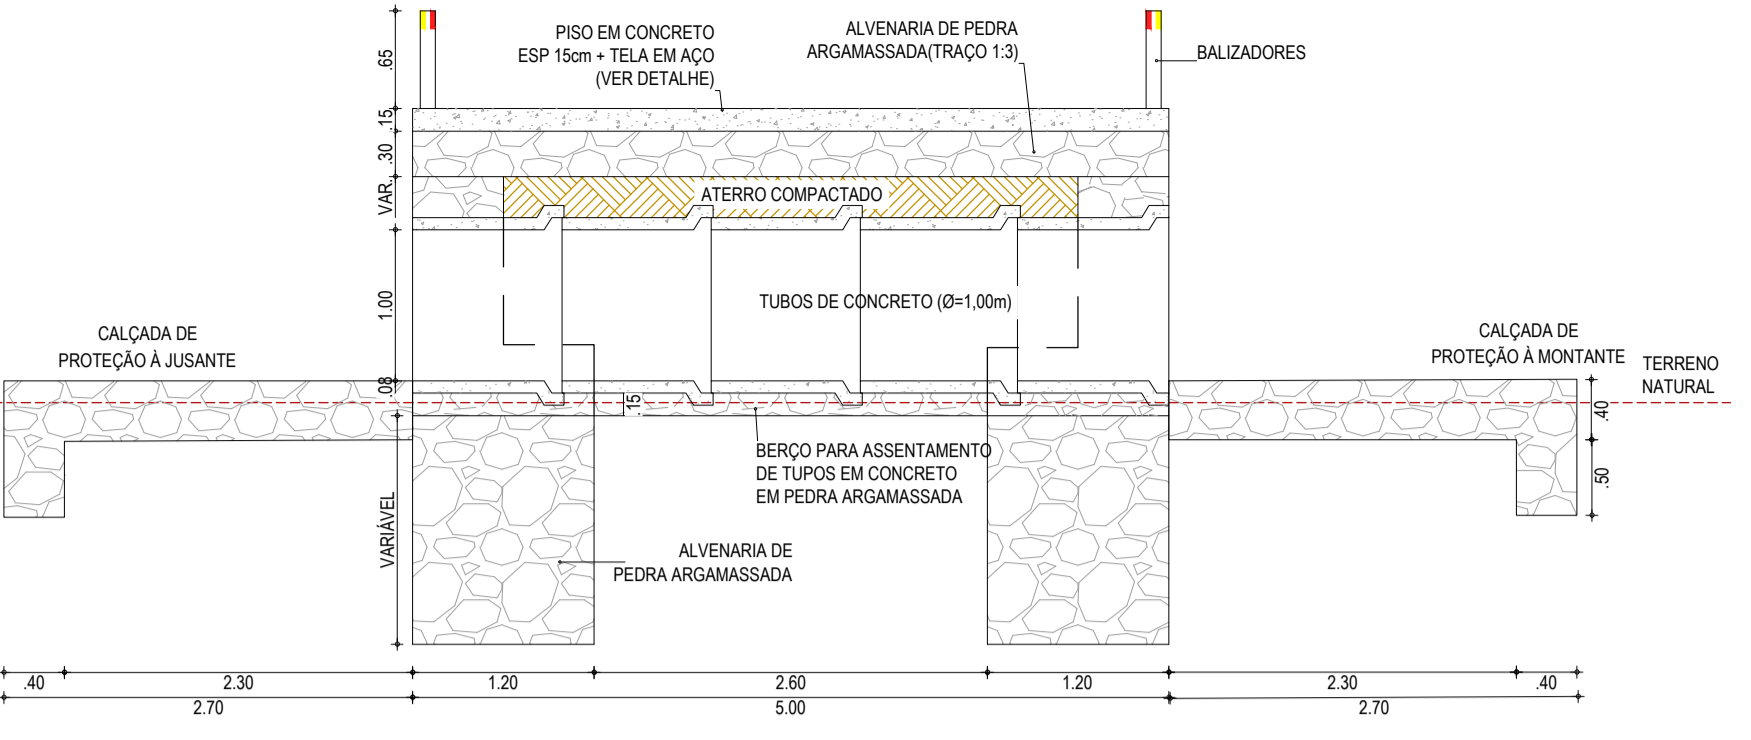 PISO EM CONCRETO
ESP 15cm + TELA EM AÇO
(VER DETALHE)
ALVENARIA DE PEDRA
ARGAMASSADA(TRAÇO 1:3)
BALIZADORES
.65
.15
.30
VAR.
ATERRO COMPACTADO
1.00
TUBOS DE CONCRETO (Ø=1,00m)
CALÇADA DE
PROTEÇÃO À JUSANTE
CALÇADA DE
PROTEÇÃO À MONTANTE
TERRENO
NATURAL
.08
.15
.40
.50
BERÇO PARA ASSENTAMENTO
DE TUPOS EM CONCRETO
EM PEDRA ARGAMASSADA
VARIÁVEL
ALVENARIA DE
PEDRA ARGAMASSADA
.40
2.30
1.20
2.60
1.20
2.30
.40
2.70
5.00
2.70